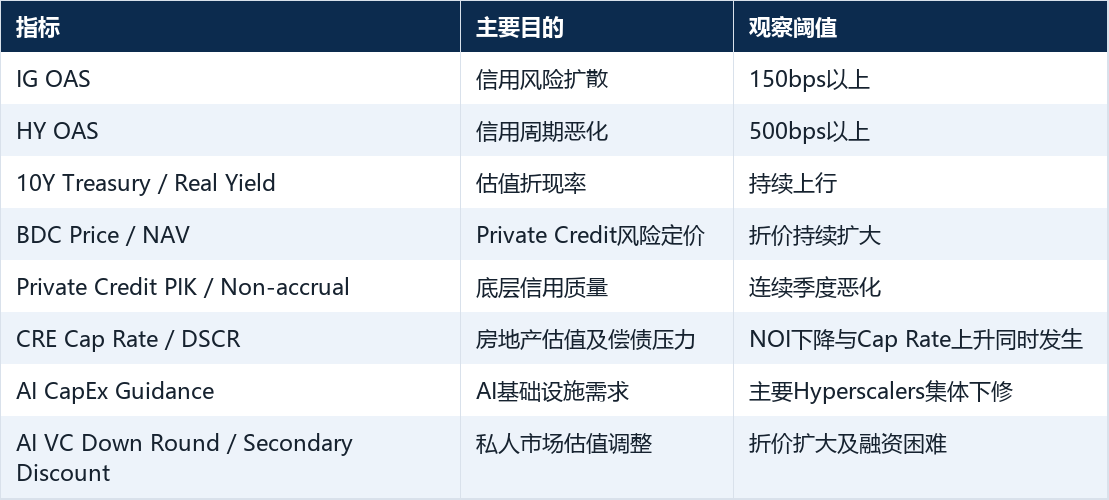 指标 主要目的 观察阈值
IG OAS 信用风险扩散 150bps以上
HY OAS 信用周期恶化 500bps以上
10Y Treasury / Real Yield 估值折现率 持续上行
BDC Price / NAV Private Credit风险定价 折价持续扩大
Private Credit PIK / Non-accrual 底层信用质量 连续季度恶化
CRE Cap Rate / DSCR 房地产估值及偿债压力 NOI下降与Cap Rate上升同时发生
AI CapEx Guidance AI基础设施需求 主要Hyperscalers集体下修
AI VC Down Round / Secondary 私人市场估值调整 折价扩大及融资困难
Discount